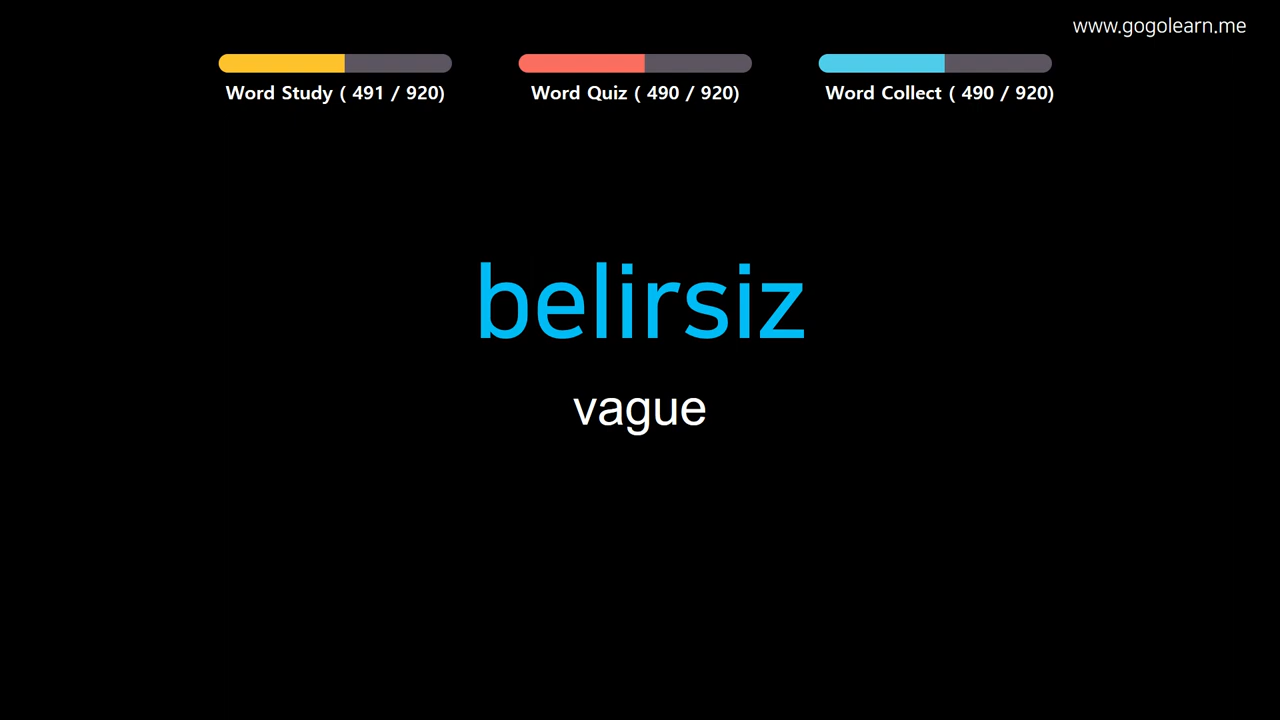 www.gogolearn.me
Word Study ( 491 / 920)
Word Quiz ( 490 / 920)
Word Collect ( 490 / 920)
belirsiz
vague